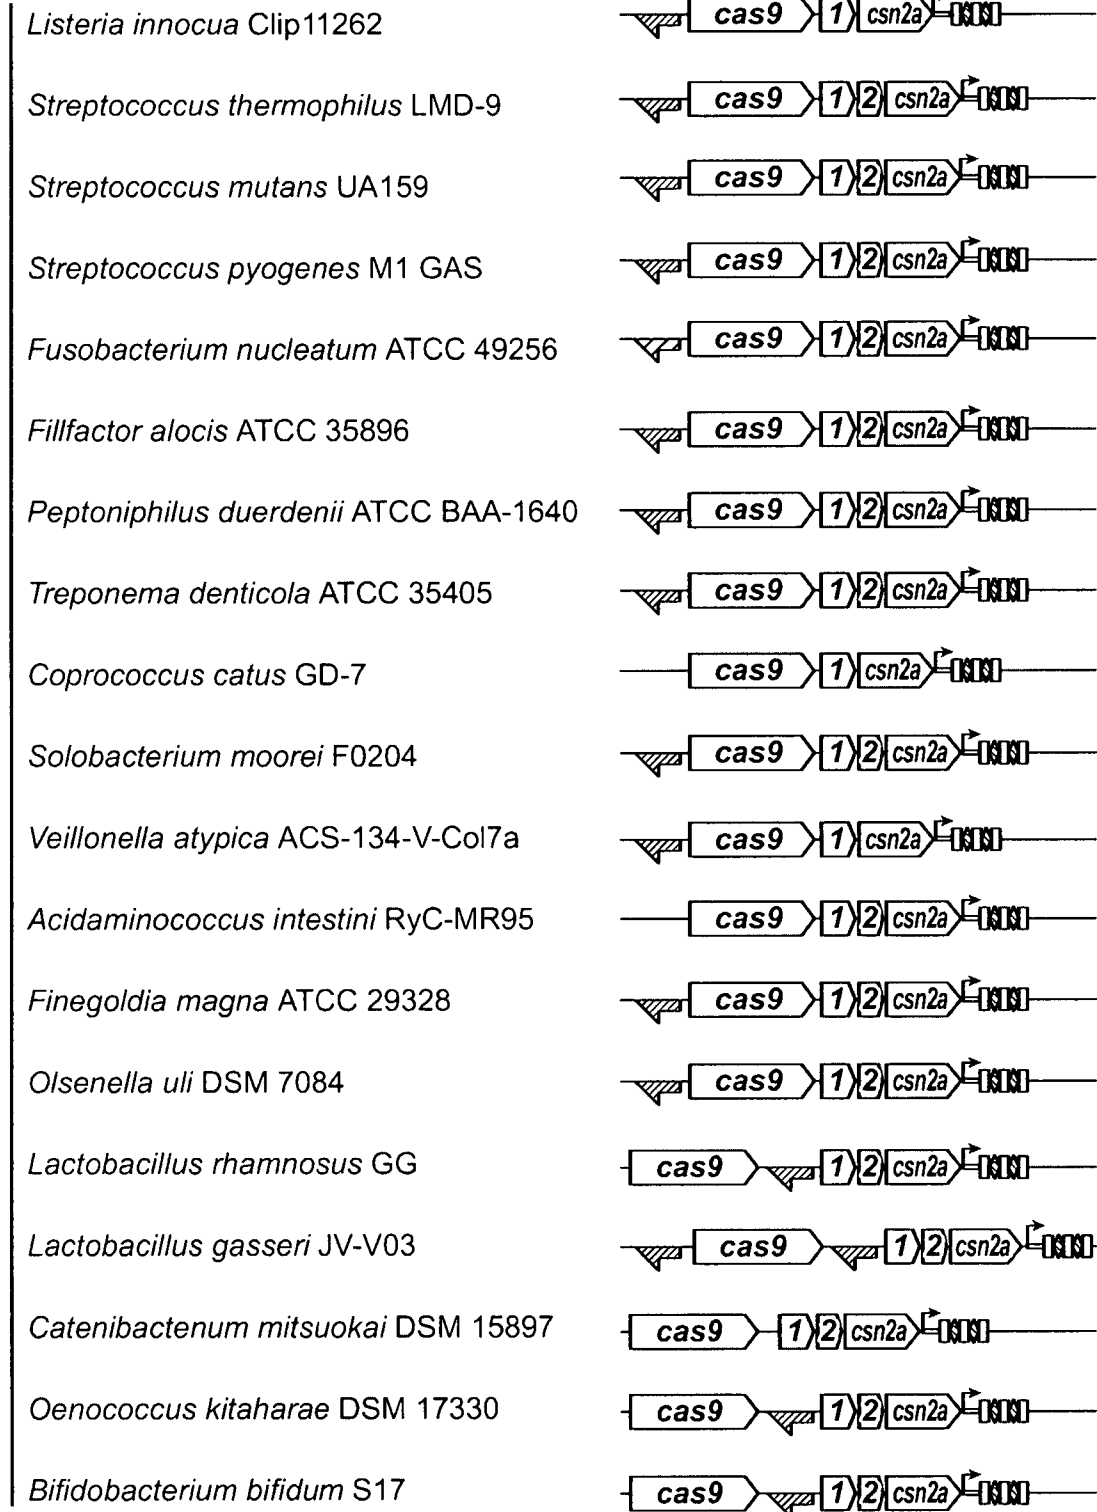 Listeria innocua Clip11262 cas9 1 csn2a
Streptococcus thermophilus LMD-9 cas9 1 2 csn2a
Streptococcus mutans UA159 cas9 1 2 csn2a
Streptococcus pyogenes M1 GAS cas9 1 2 csn2a
Fusobacterium nucleatum ATCC 49256 cas9 1 2 csn2a
Fillfactor alocis ATCC 35896 cas9 1 2 csn2a
Peptoniphilus duerdenii ATCC BAA-1640 cas9 1 2 csn2a
Treponema denticola ATCC 35405 cas9 1 2 csn2a
Coprococcus catus GD-7 cas9 1 csn2a
Solobacterium moorei F0204 cas9 1 2 csn2a
Veillonella atypica ACS-134-V-Col7a cas9 1 csn2a
Acidaminococcus intestini RyC-MR95 cas9 1 2 csn2a
Finegoldia magna ATCC 29328 cas9 1 2 csn2a
Olsenella uli DSM 7084 cas9 1 2 csn2a
Lactobacillus rhamnosus GG cas9 1 2 csn2a
Lactobacillus gasseri JV-V03 cas9 1 2 csn2a
Catenibactenum mitsuokai DSM 15897 cas9 1 2 csn2a
Oenococcus kitaharae DSM 17330 cas9 1 2 csn2a
Bifidobacterium bifidum S17 cas9 1 2 csn2a